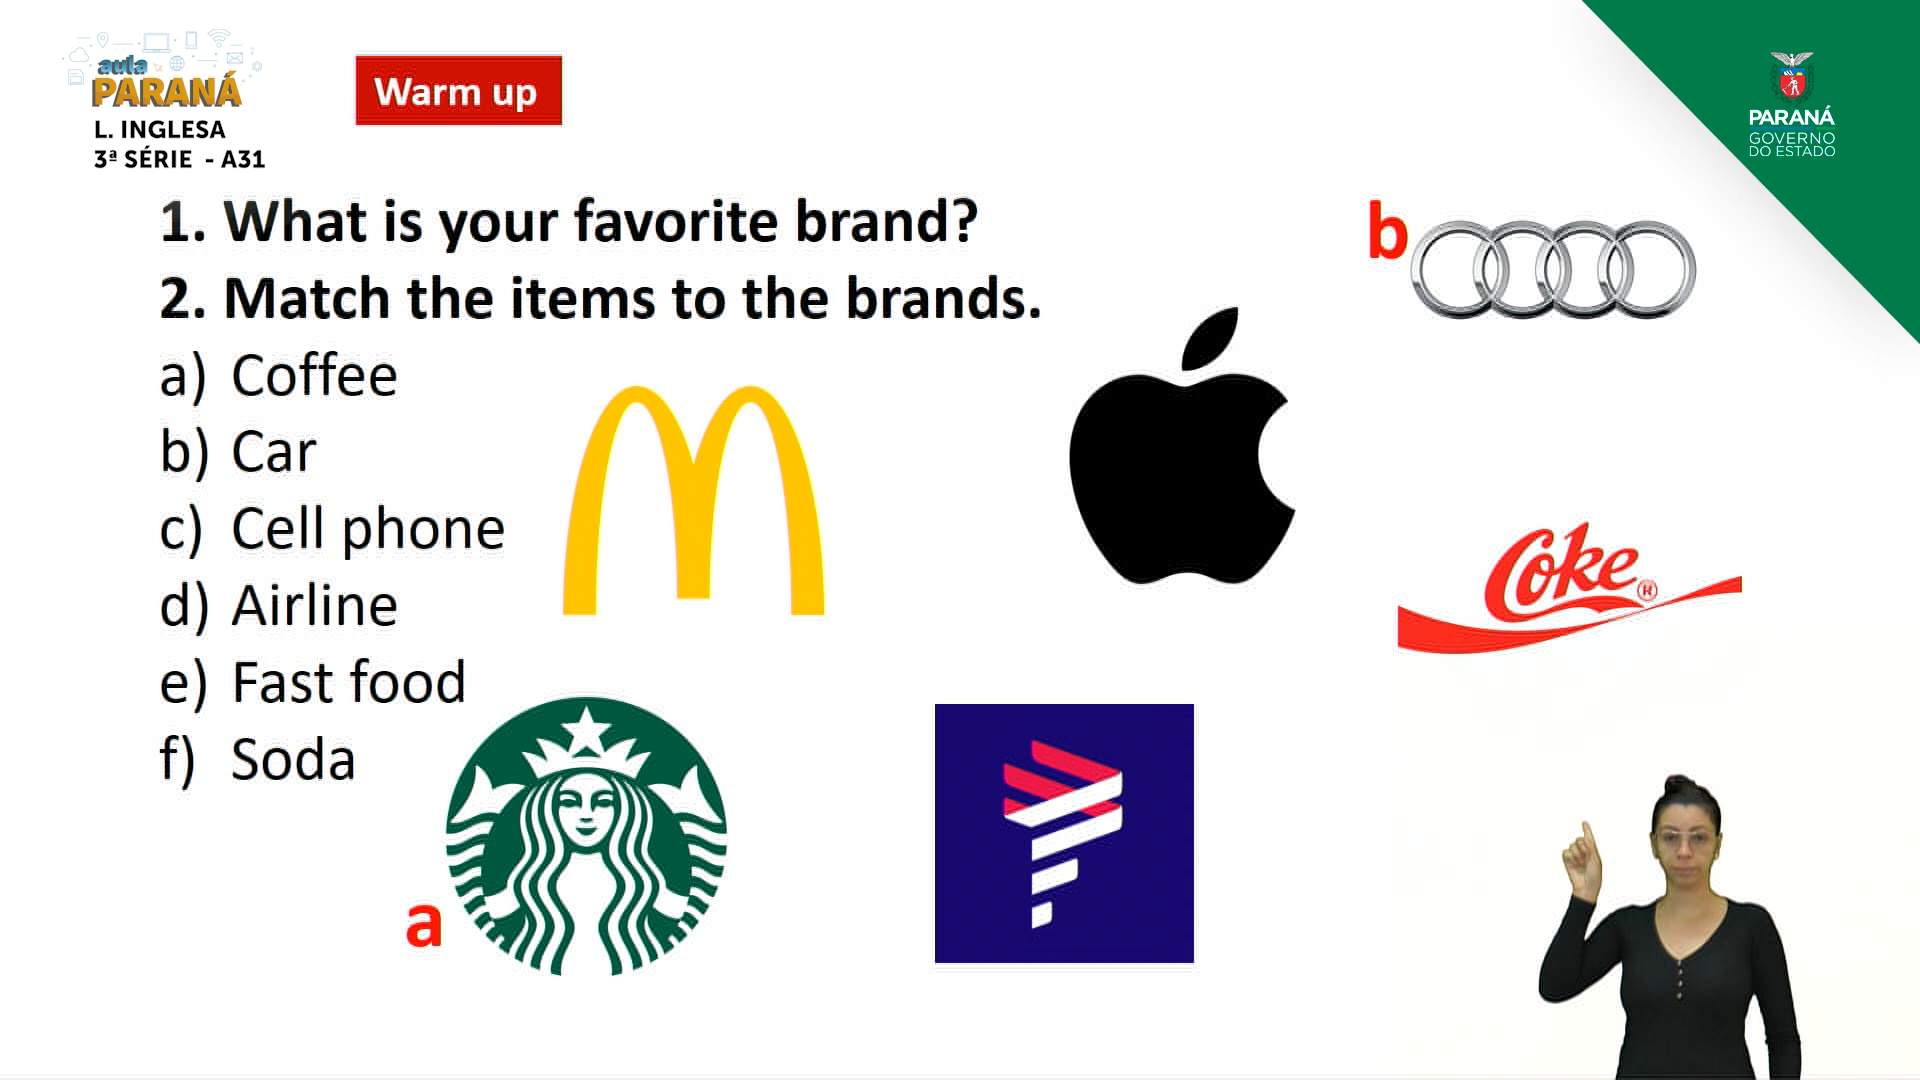 aula
PARANÁ
L. INGLESA
3ª SÉRIE - A31
Warm up
PARANÁ
GOVERNO
DO ESTADO
1. What is your favorite brand?
2. Match the items to the brands.
a) Coffee
b) Car
c) Cell phone
d) Airline
e) Fast food
f) Soda
b
Coke ®
a